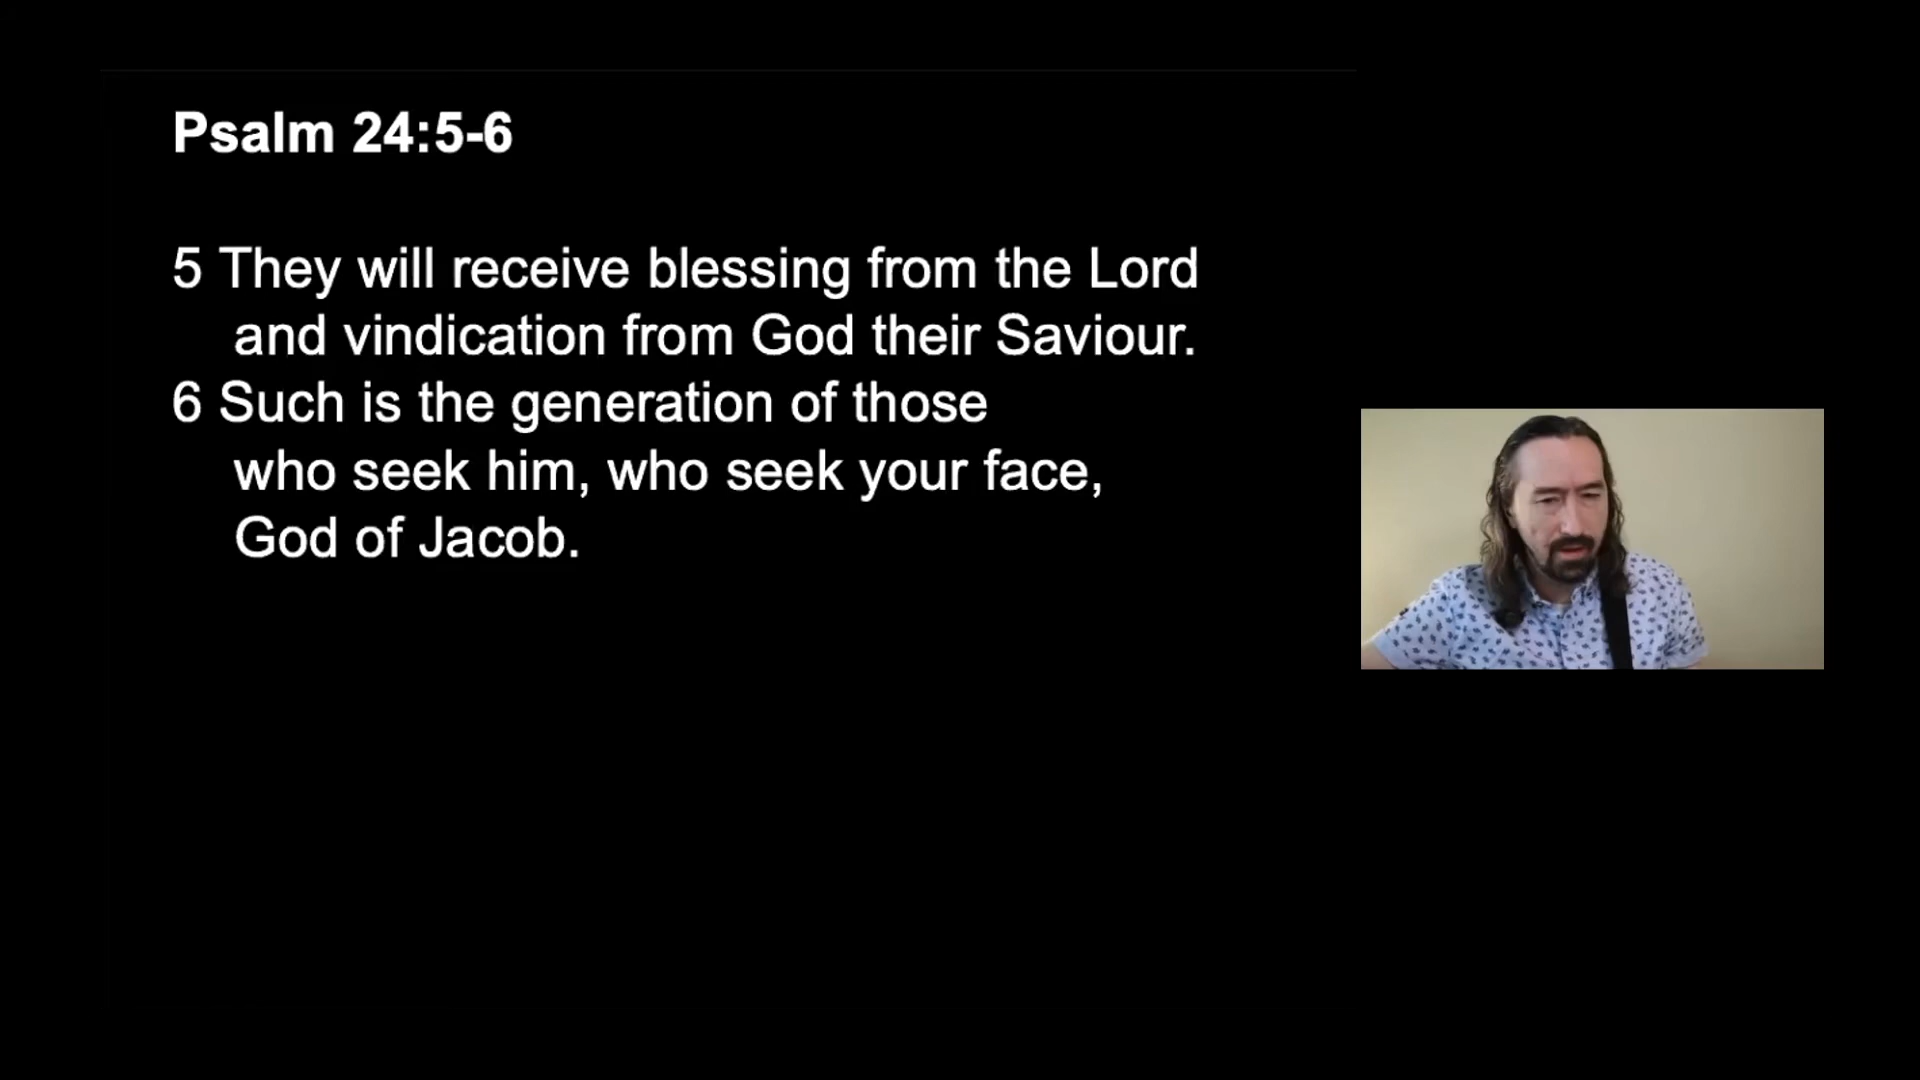 Psalm 24:5-6
5 They will receive blessing from the Lord
and vindication from God their Saviour.
6 Such is the generation of those
who seek him, who seek your face,
God of Jacob.